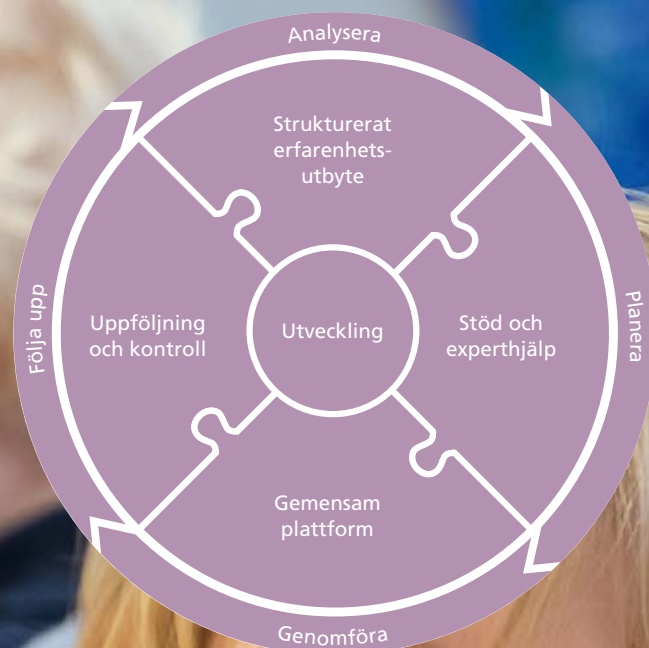 Analysera
Strukturerat
erfarenhets-
utbyte
Följa upp
Uppföljning
och kontroll
Utveckling
Stöd och
experthjälp
Planera
Gemensam
plattform
Genomföra